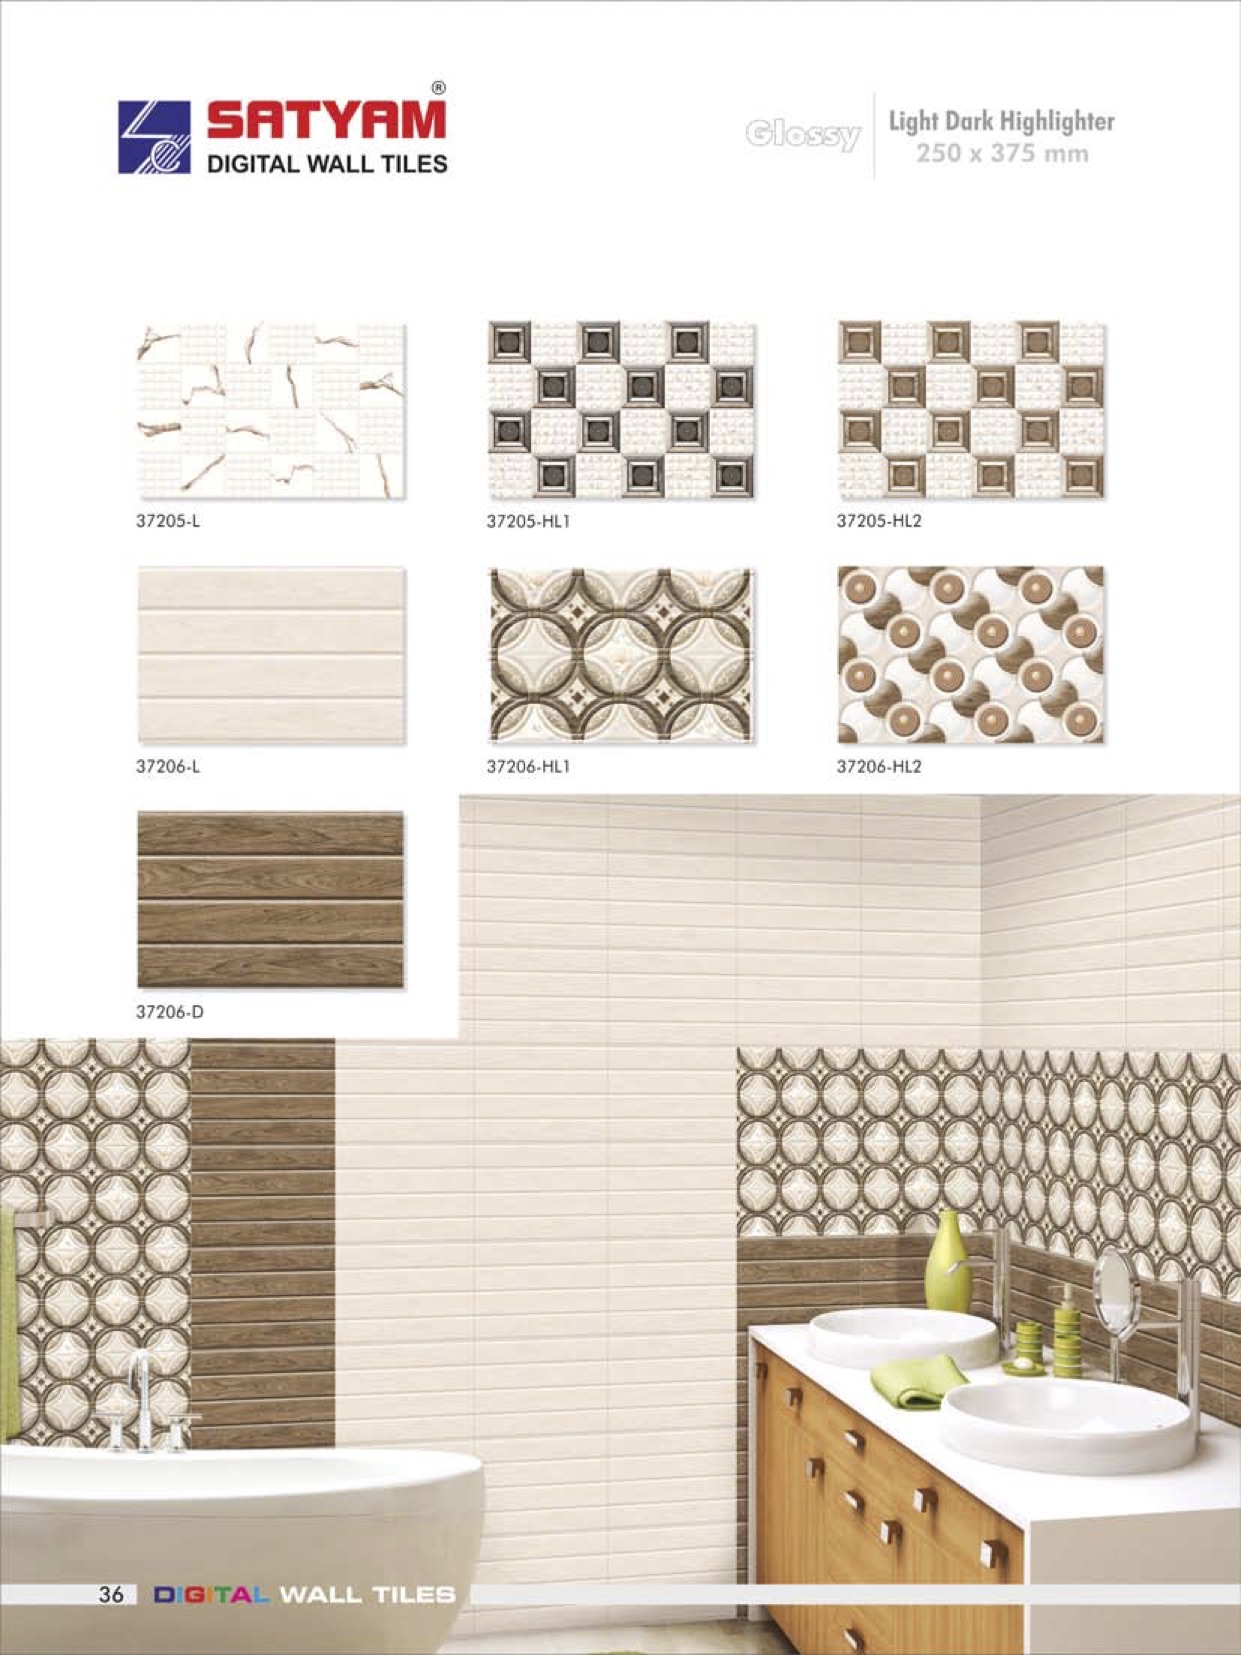 ®
SATYAM
DIGITAL WALL TILES
Glossy
Light Dark Highlighter
250 x 375 mm
37205-L
37205-HL1
37205-HL2
37206-L
37206-HL1
37206-HL2
37206-D
36
DIGITAL WALL TILES